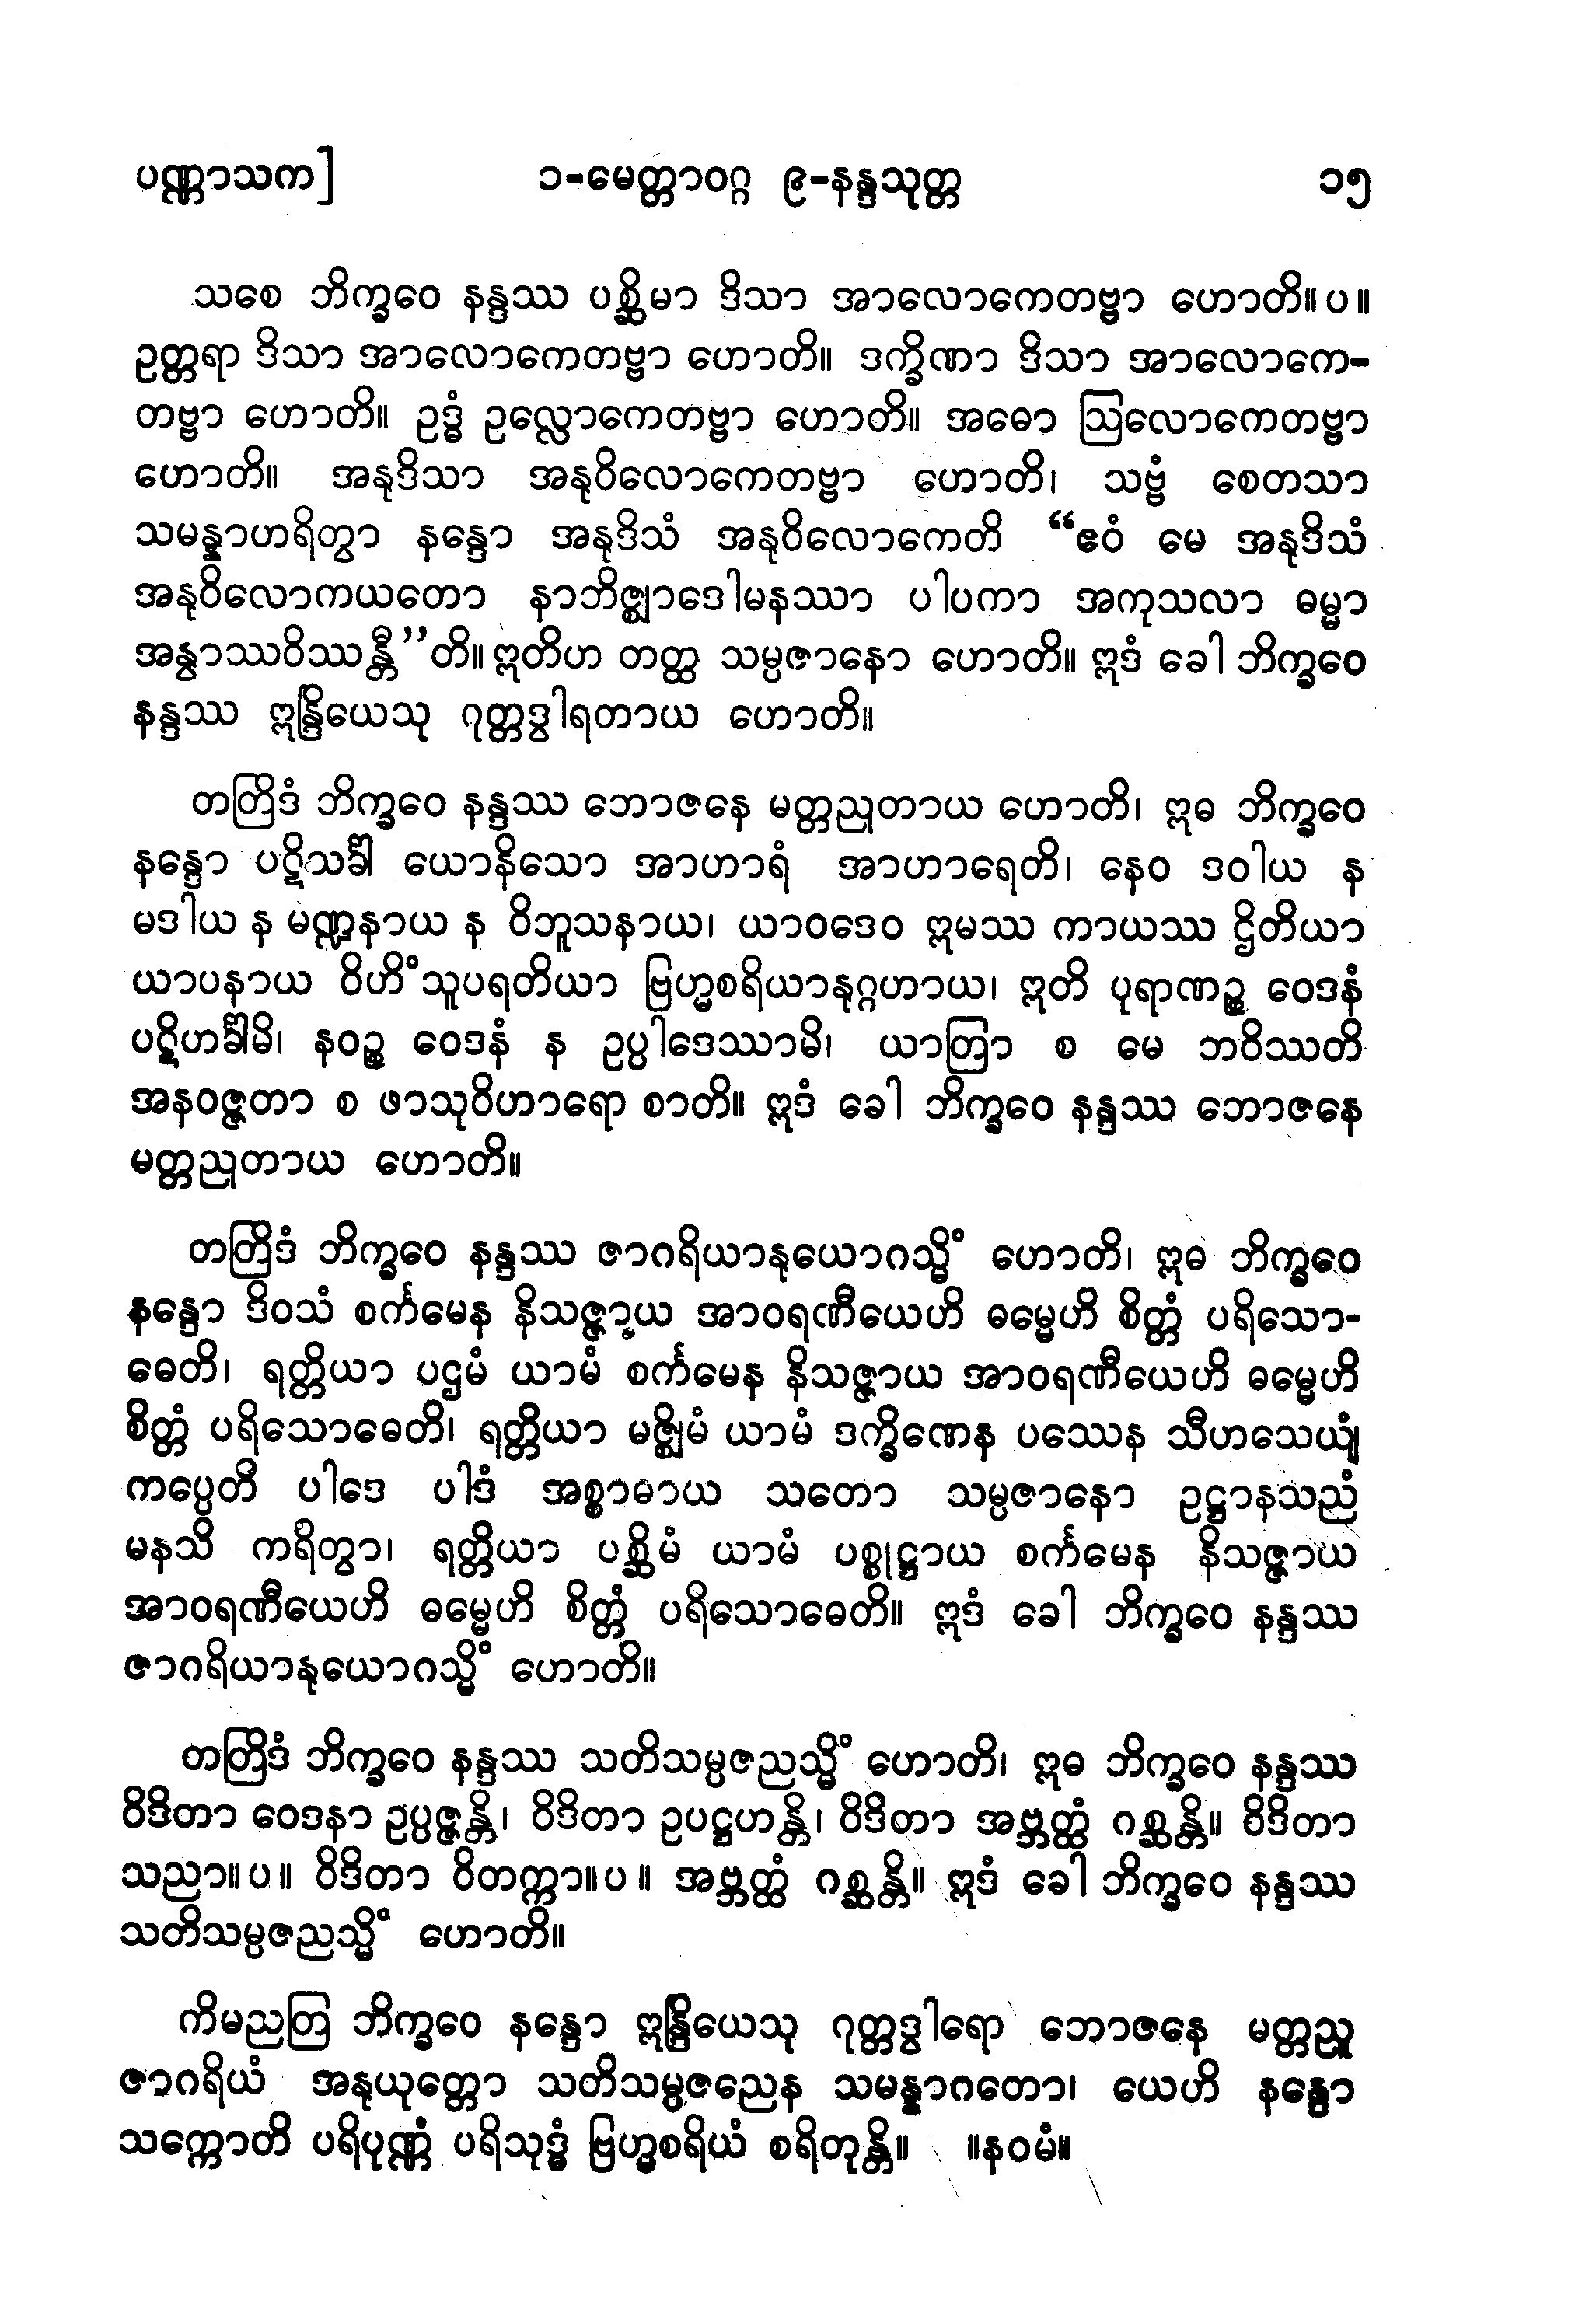 ပဏ္ဏာသက] ၁-မေတ္တာဝဂ္ဂ ၉-နန္ဒသုတ္တ ၁၅
သစေ ဘိက္ခဝေ နန္ဒဿ ပစ္ဆိမာ ဒိသာ အာလောကေတဗ္ဗာ ဟောတိ။ပ။
ဥတ္တရာ ဒိသာ အာလောကေတဗ္ဗာ ဟောတိ။ ဒက္ခိဏာ ဒိသာ အာလောကေ-
တဗ္ဗာ ဟောတိ။ ဥဒ္ဓံ ဥလ္လောကေတဗ္ဗာ ဟောတိ။ အဓော ဩလောကေတဗ္ဗာ
ဟောတိ။ အနုဒိသာ အနုဝိလောကေတဗ္ဗာ ဟောတိ၊ သဗ္ဗံ စေတသာ
သမန္နာဟရိတွာ နန္ဒော အနုဒိသံ အနုဝိလောကေတိ “ဧဝံ မေ အနုဒိသံ
အနုဝိလောကယတော နာဘိဇ္ဈာဒေါမနဿာ ပါပကာ အကုသလာ ဓမ္မာ
အနွာဿဝိဿန္တီ”တိ။ ဣတိဟ တတ္ထ သမ္ပဇာနော ဟောတိ။ ဣဒံ ခေါ ဘိက္ခဝေ
နန္ဒဿ ဣန္ဒြိယေသု ဂုတ္တဒွါရတာယ ဟောတိ။
တတြိဒံ ဘိက္ခဝေ နန္ဒဿ ဘောဇနေ မတ္တညုတာယ ဟောတိ၊ ဣဓ ဘိက္ခဝေ
နန္ဒော ပဋိသင်္ခါ ယောနိသော အာဟာရံ အာဟာရေတိ၊ နေဝ ဒဝါယ န
မဒါယ န မဏ္ဍနာယ န ဝိဘူသနာယ၊ ယာဝဒေဝ ဣမဿ ကာယဿ ဌိတိယာ
ယာပနာယ ဝိဟိံသူပရတိယာ ဗြဟ္မစရိယာနုဂ္ဂဟာယ၊ ဣတိ ပုရာဏဉ္စ ဝေဒနံ
ပဋိဟင်္ခါမိ၊ နဝဉ္စ ဝေဒနံ န ဥပ္ပါဒေဿာမိ၊ ယာတြာ စ မေ ဘဝိဿတိ
အနဝဇ္ဇတာ စ ဖာသုဝိဟာရော စာတိ။ ဣဒံ ခေါ ဘိက္ခဝေ နန္ဒဿ ဘောဇနေ
မတ္တညုတာယ ဟောတိ။
တတြိဒံ ဘိက္ခဝေ နန္ဒဿ ဇာဂရိယာနုယောဂသ္မိံ ဟောတိ၊ ဣဓ ဘိက္ခဝေ
နန္ဒော ဒိဝသံ စင်္ကမေန နိသဇ္ဇာယ အာဝရဏီယေဟိ ဓမ္မေဟိ စိတ္တံ ပရိသော-
ဓေတိ၊ ရတ္တိယာ ပဌမံ ယာမံ စင်္ကမေန နိသဇ္ဇာယ အာဝရဏီယေဟိ ဓမ္မေဟိ
စိတ္တံ ပရိသောဓေတိ၊ ရတ္တိယာ မဇ္ဈိမံ ယာမံ ဒက္ခိဏေန ပဿေန သီဟသေယျံ
ကပ္ပေတိ ပါဒေ ပါဒံ အစ္စာဓာယ သတော သမ္ပဇာနော ဥဋ္ဌာနသညံ
မနသိ ကရိတွာ၊ ရတ္တိယာ ပစ္ဆိမံ ယာမံ ပစ္စုဋ္ဌာယ စင်္ကမေန နိသဇ္ဇာယ
အာဝရဏီယေဟိ ဓမ္မေဟိ စိတ္တံ ပရိသောဓေတိ။ ဣဒံ ခေါ ဘိက္ခဝေ နန္ဒဿ
ဇာဂရိယာနုယောဂသ္မိံ ဟောတိ။
တတြိဒံ ဘိက္ခဝေ နန္ဒဿ သတိသမ္ပဇညသ္မိံ ဟောတိ၊ ဣဓ ဘိက္ခဝေ နန္ဒဿ
ဝိဒိတာ ဝေဒနာ ဥပ္ပဇ္ဇန္တိ၊ ဝိဒိတာ ဥပဋ္ဌဟန္တိ၊ ဝိဒိတာ အဗ္ဘတ္ထံ ဂစ္ဆန္တိ။ ဝိဒိတာ
သညာ။ပ။ ဝိဒိတာ ဝိတက္ကာ။ပ။ အဗ္ဘတ္ထံ ဂစ္ဆန္တိ။ ဣဒံ ခေါ ဘိက္ခဝေ နန္ဒဿ
သတိသမ္ပဇညသ္မိံ ဟောတိ။
ကိမညတြ ဘိက္ခဝေ နန္ဒော ဣန္ဒြိယေသု ဂုတ္တဒွါရော ဘောဇနေ မတ္တညူ
ဇာဂရိယံ အနုယုတ္တော သတိသမ္ပဇညေန သမန္နာဂတော၊ ယေဟိ နန္ဒော
သက္ကောတိ ပရိပုဏ္ဏံ ပရိသုဒ္ဓံ ဗြဟ္မစရိယံ စရိတုန္တိ။ ။နဝမံ။